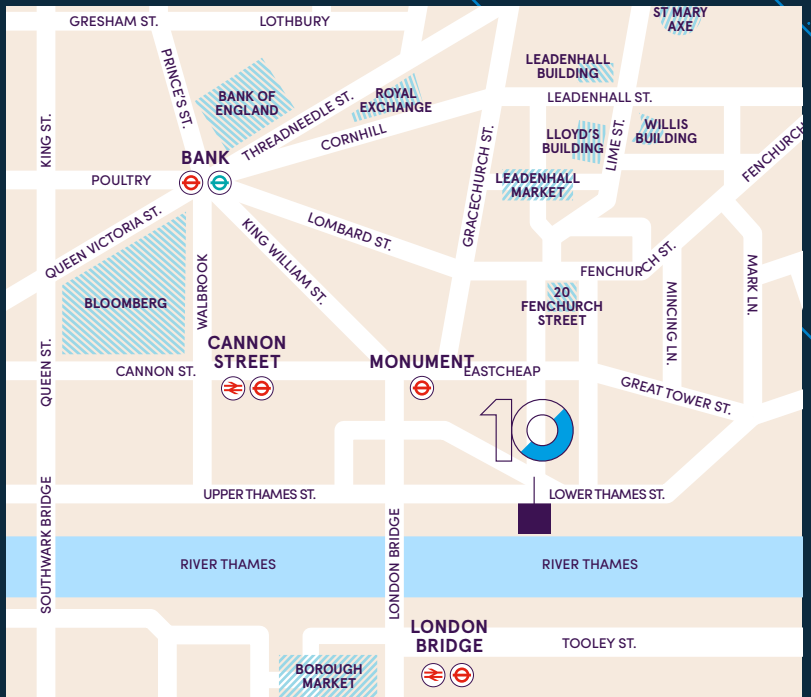 GRESHAM ST.
LOTHBURY
ST MARY
AXE
PRINCE'S ST.
KING ST.
BANK OF
ENGLAND
THREADNEEDLE ST.
ROYAL
EXCHANGE
CORNHILL
LEADENHALL
BUILDING
LEADENHALL ST.
LLOYD'S
BUILDING
LIME ST.
WILLIS
BUILDING
FENCHURCH
BANK
POULTRY
GRACECHURCH ST.
LEADENHALL
MARKET
QUEEN VICTORIA ST.
LOMBARD ST.
KING WILLIAM ST.
WALBROOK
BLOOMBERG
FENCHURCH ST.
20
FENCHURCH
STREET
MINCING LN.
MARK LN.
CANNON
STREET
MONUMENT
QUEEN ST.
CANNON ST.
EASTCHEAP
GREAT TOWER ST.
10
UPPER THAMES ST.
LOWER THAMES ST.
SOUTHWARK BRIDGE
LONDON BRIDGE
RIVER THAMES
RIVER THAMES
LONDON
BRIDGE
TOOLEY ST.
BOROUGH
MARKET